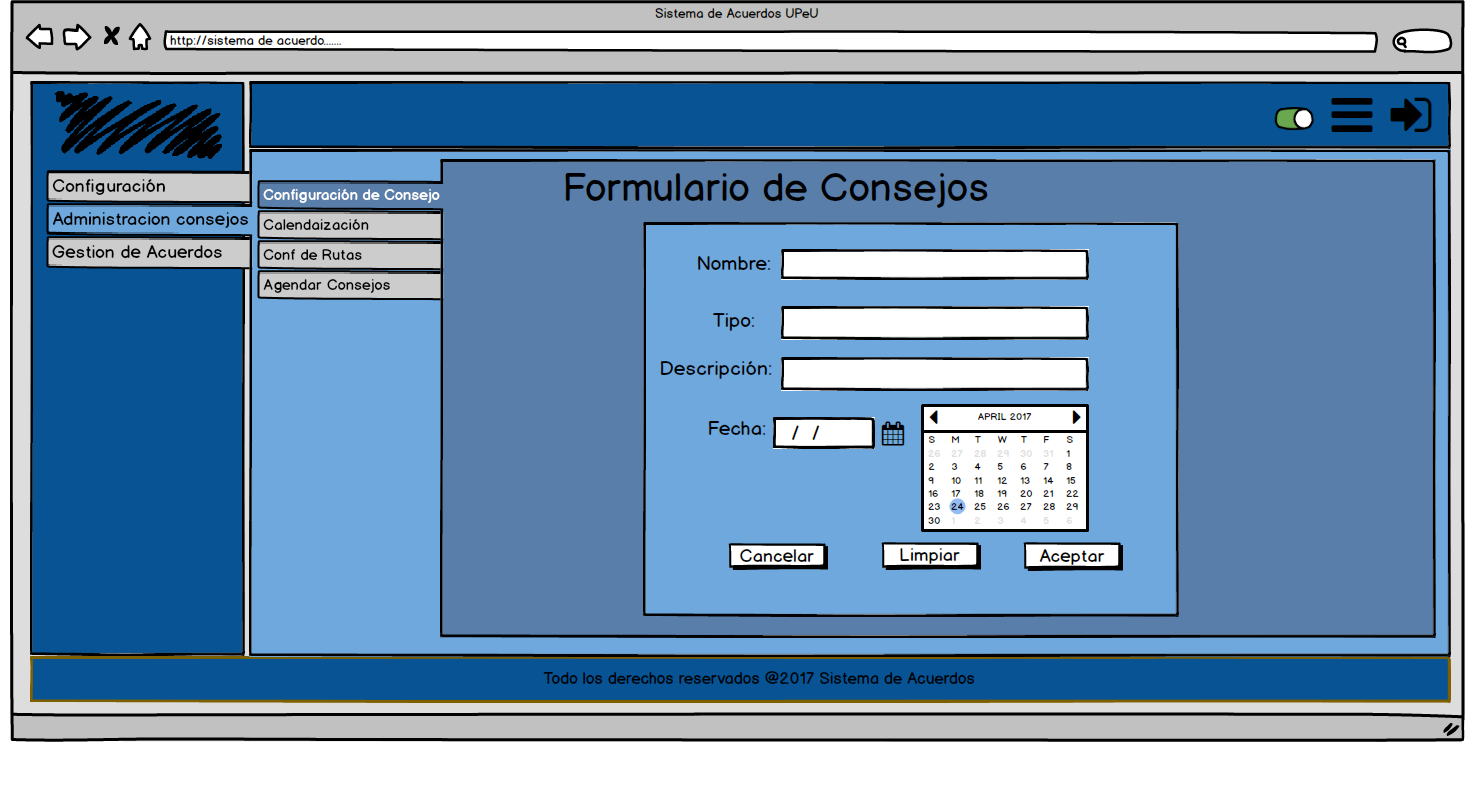 Sistema de Acuerdos UPeU
http://sistema de acuerdo......
Configuración
Administracion consejos
Gestion de Acuerdos
Configuración de Consejo
Calendaización
Conf de Rutas
Agendar Consejos
Formulario de Consejos
Nombre:
Tipo:
Descripción:
Fecha: / /
APRIL 2017
S M T W T F S
26 27 28 29 30 31 1
2 3 4 5 6 7 8
9 10 11 12 13 14 15
16 17 18 19 20 21 22
23 24 25 26 27 28 29
30 1 2 3 4 5 6
Cancelar Limpiar Aceptar
Todo los derechos reservados @2017 Sistema de Acuerdos